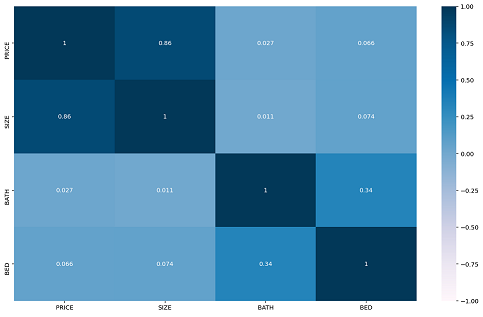 PRICE 1 0.86 0.027 0.066
SIZE 0.86 1 0.011 0.074
BATH 0.027 0.011 1 0.34
BED 0.066 0.074 0.34 1
PRICE SIZE BATH BED
1.00
0.75
0.50
0.25
0.00
−0.25
−0.50
−0.75
−1.00